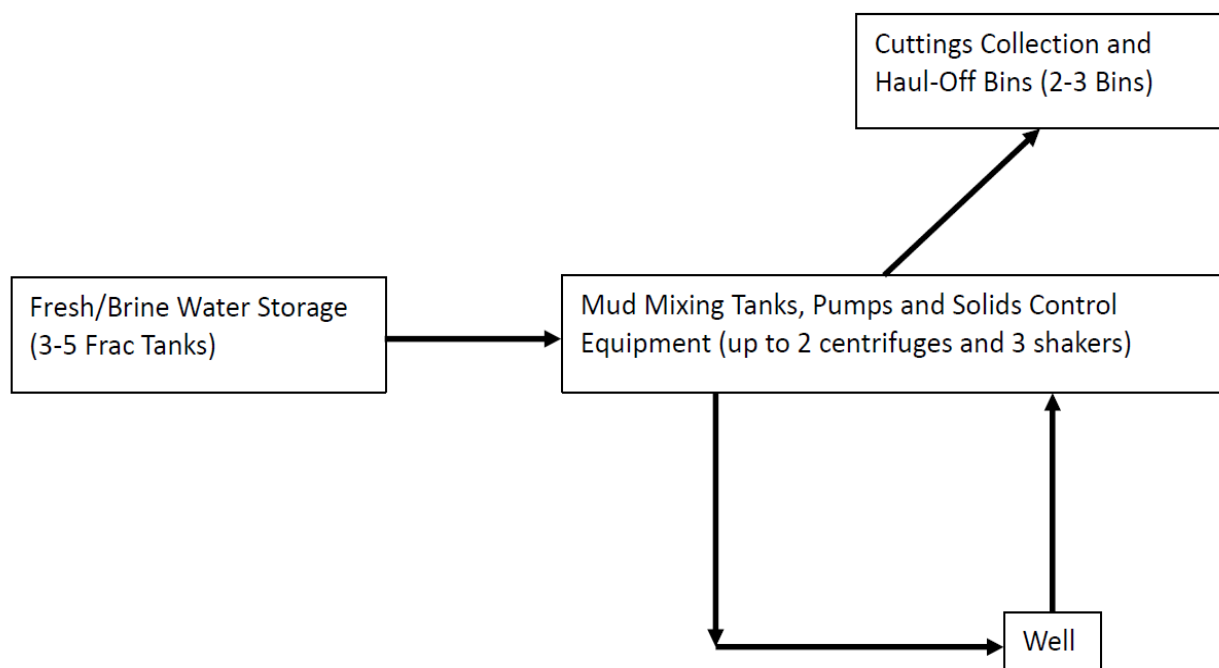 Cuttings Collection and
Haul-Off Bins (2-3 Bins)
Fresh/Brine Water Storage
(3-5 Frac Tanks)
Mud Mixing Tanks, Pumps and Solids Control
Equipment (up to 2 centrifuges and 3 shakers)
Well